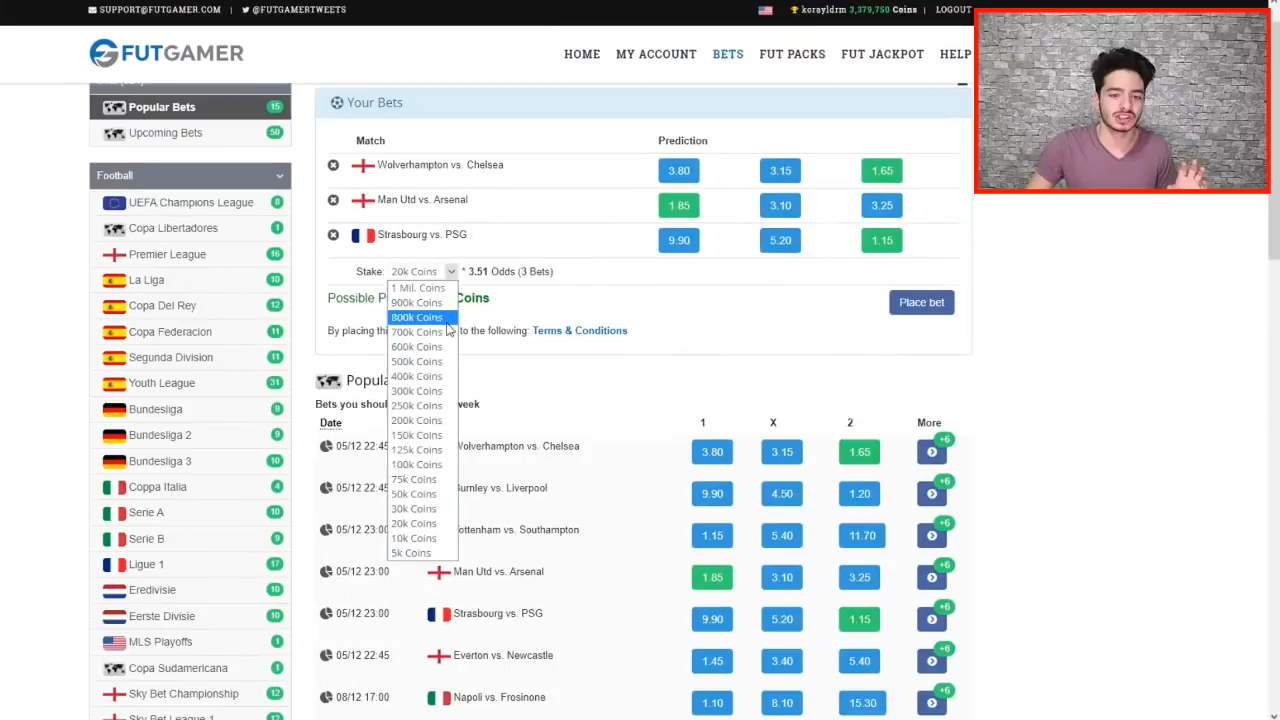 SUPPORT@FUTGAMER.COM | @FUTGAMERTWEETS
korayldrm 3,379,750 Coins | LOGOUT
FUTGAMER
HOME MY ACCOUNT BETS FUT PACKS FUT JACKPOT HELP
Popular Bets 15
Upcoming Bets 50
Football
UEFA Champions League 8
Copa Libertadores 1
Premier League 16
La Liga 10
Copa Del Rey 12
Copa Federacion 11
Segunda División 11
Youth League 31
Bundesliga 9
Bundesliga 2 9
Bundesliga 3 10
Coppa Italia 4
Serie A 10
Serie B 9
Ligue 1 17
Eredivisie 10
Eerste Divisie 10
MLS Playoffs 1
Copa Sudamericana 1
Sky Bet Championship 12
Sky Bet League 1 12
Your Bets
Match Prediction
Wolverhampton vs. Chelsea 3.80 3.15 1.65
Man Utd vs. Arsenal 1.85 3.10 3.25
Strasbourg vs. PSG 9.90 5.20 1.15
Stake: 20k Coins * 3.51 Odds (3 Bets)
1 Mil. Coins
900k Coins
800k Coins
700k Coins
600k Coins
500k Coins
400k Coins
300k Coins
250k Coins
200k Coins
150k Coins
125k Coins
100k Coins
75k Coins
50k Coins
30k Coins
20k Coins
10k Coins
5k Coins
Possible P Coins
Place bet
By placing thi to the following: Terms & Conditions
Popula
Bets you shou week
Date 1 X 2 More
05/12 22:45 Wolverhampton vs. Chelsea 3.80 3.15 1.65 +6
05/12 22:45 Burnley vs. Liverpool 9.90 4.50 1.20 +6
05/12 23:00 ottenham vs. Southampton 1.15 5.40 11.70 +6
05/12 23:00 Man Utd vs. Arsenal 1.85 3.10 3.25 +6
05/12 23:00 Strasbourg vs. PSG 9.90 5.20 1.15 +6
05/12 22:45 Everton vs. Newcastle 1.45 3.40 5.40 +6
08/12 17:00 Napoli vs. Frosinone 1.10 8.10 15.30 +6